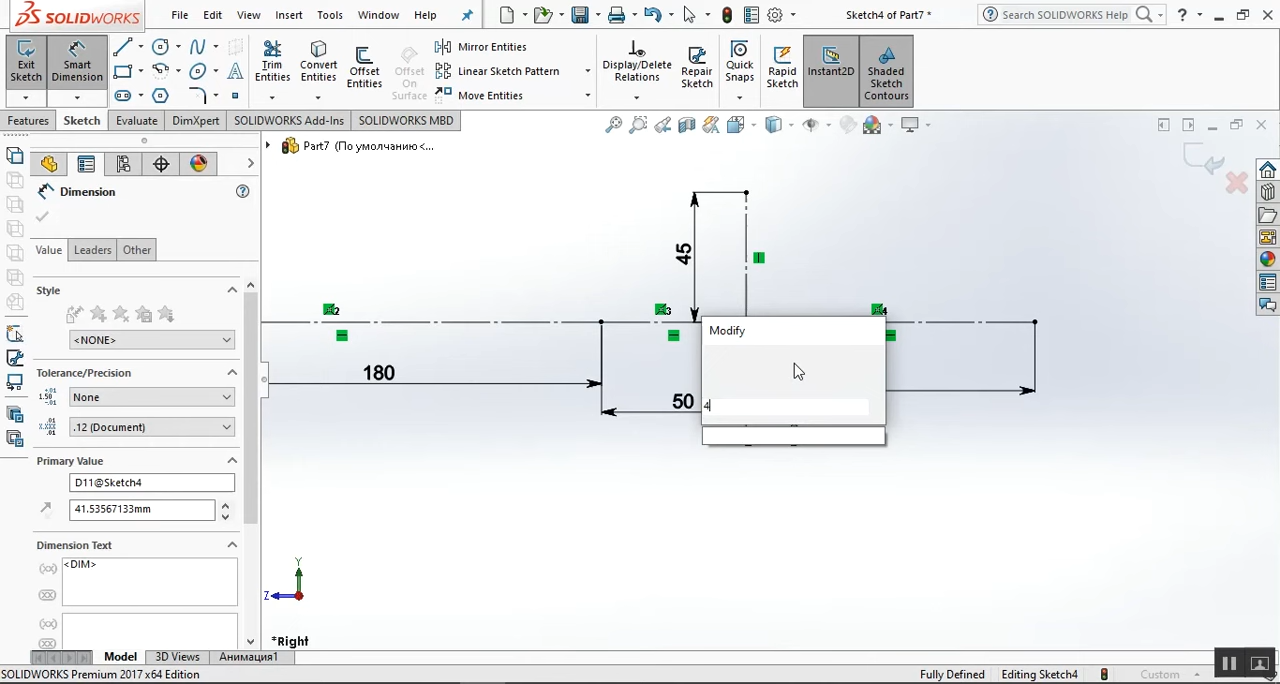 SOLIDWORKS
File Edit View Insert Tools Window Help
Sketch4 of Part7 *
Search SOLIDWORKS Help
Exit Sketch
Smart Dimension
Trim Entities
Convert Entities
Offset Entities
Offset On Surface
Mirror Entities
Linear Sketch Pattern
Move Entities
Display/Delete Relations
Repair Sketch
Quick Snaps
Rapid Sketch
Instant2D
Shaded Sketch Contours
Features Sketch Evaluate DimXpert SOLIDWORKS Add-Ins SOLIDWORKS MBD
Part7 (По умолчанию<...
Dimension
Value Leaders Other
Style
<NONE>
Tolerance/Precision
None
.12 (Document)
Primary Value
D11@Sketch4
41.53567133mm
Dimension Text
<DIM>
45
2
3
4
180
50
Modify
4
Y
Z
*Right
Model 3D Views Анимация1
SOLIDWORKS Premium 2017 x64 Edition
Fully Defined Editing Sketch4 Custom